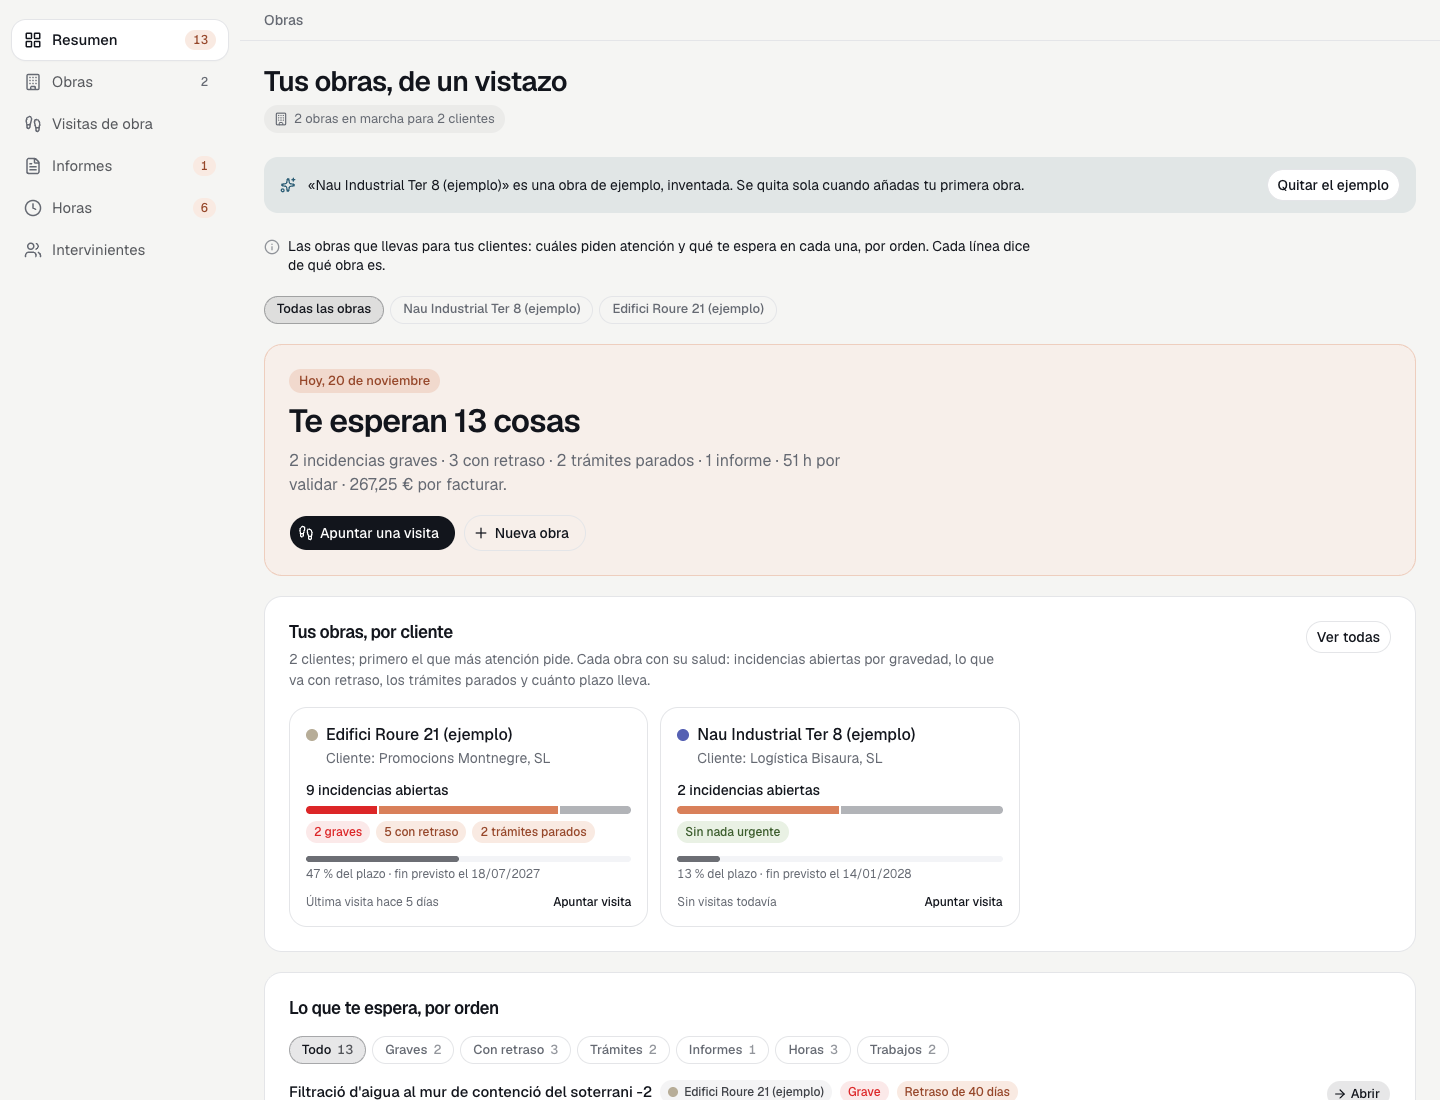 Resumen 13
Obras 2
Visitas de obra
Informes 1
Horas 6
Intervinientes
Obras
Tus obras, de un vistazo
2 obras en marcha para 2 clientes
«Nau Industrial Ter 8 (ejemplo)» es una obra de ejemplo, inventada. Se quita sola cuando añadas tu primera obra.
Quitar el ejemplo
Las obras que llevas para tus clientes: cuáles piden atención y qué te espera en cada una, por orden. Cada línea dice
de qué obra es.
Todas las obras
Nau Industrial Ter 8 (ejemplo)
Edifici Roure 21 (ejemplo)
Hoy, 20 de noviembre
Te esperan 13 cosas
2 incidencias graves · 3 con retraso · 2 trámites parados · 1 informe · 51 h por
validar · 267,25 € por facturar.
Apuntar una visita
Nueva obra
Tus obras, por cliente
Ver todas
2 clientes; primero el que más atención pide. Cada obra con su salud: incidencias abiertas por gravedad, lo que
va con retraso, los trámites parados y cuánto plazo lleva.
Edifici Roure 21 (ejemplo)
Cliente: Promocions Montnegre, SL
9 incidencias abiertas
2 graves
5 con retraso
2 trámites parados
47 % del plazo · fin previsto el 18/07/2027
Última visita hace 5 días
Apuntar visita
Nau Industrial Ter 8 (ejemplo)
Cliente: Logística Bisaura, SL
2 incidencias abiertas
Sin nada urgente
13 % del plazo · fin previsto el 14/01/2028
Sin visitas todavía
Apuntar visita
Lo que te espera, por orden
Todo 13
Graves 2
Con retraso 3
Trámites 2
Informes 1
Horas 3
Trabajos 2
Filtració d'aigua al mur de contenció del soterrani -2
Edifici Roure 21 (ejemplo)
Grave
Retraso de 40 días
Abrir